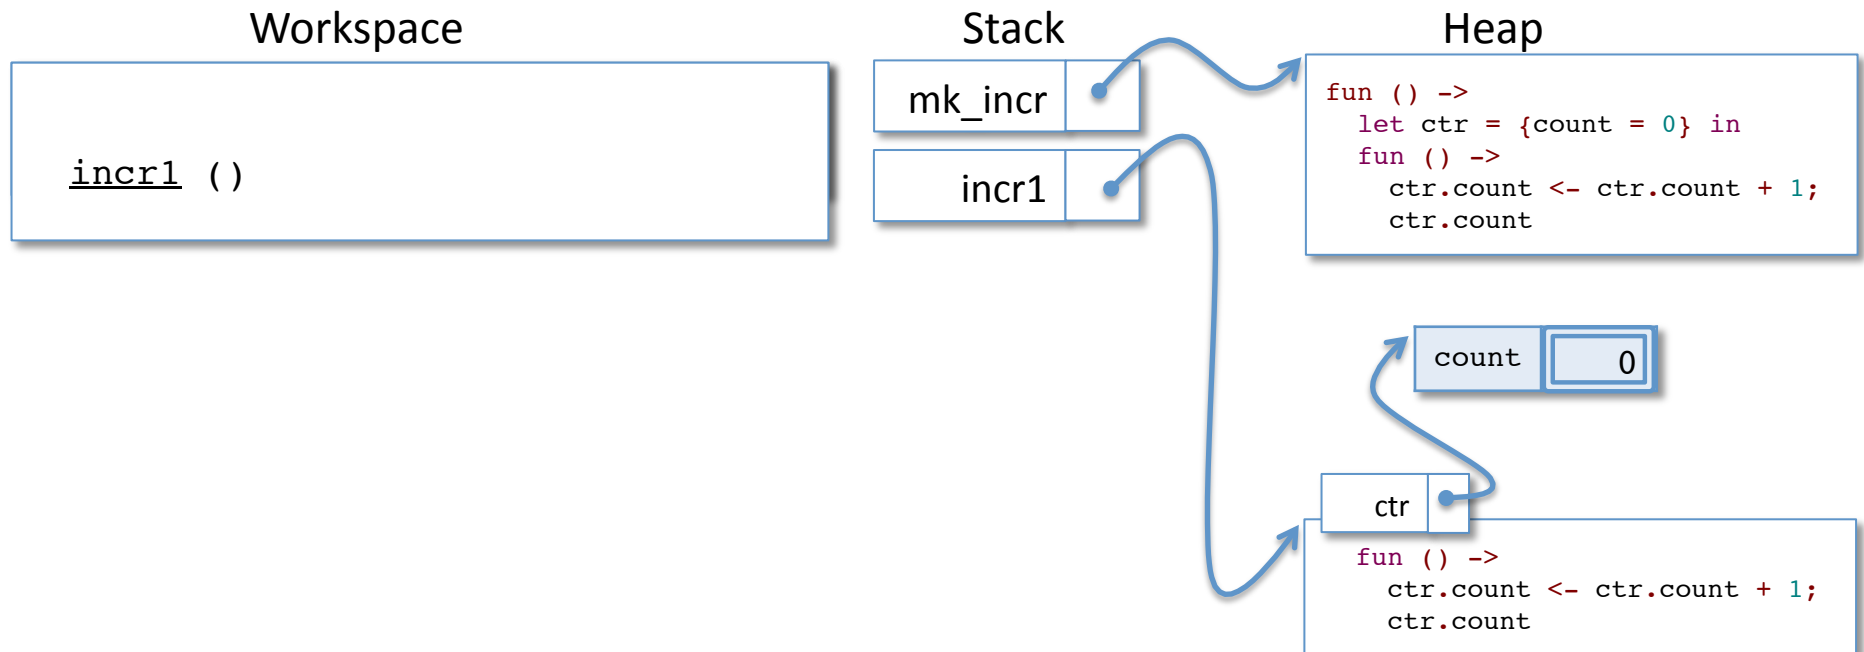 Workspace
Stack
Heap
incr1 ()
mk_incr
incr1
fun () ->
let ctr = {count = 0} in
fun () ->
ctr.count <- ctr.count + 1;
ctr.count
count 0
ctr
fun () ->
ctr.count <- ctr.count + 1;
ctr.count